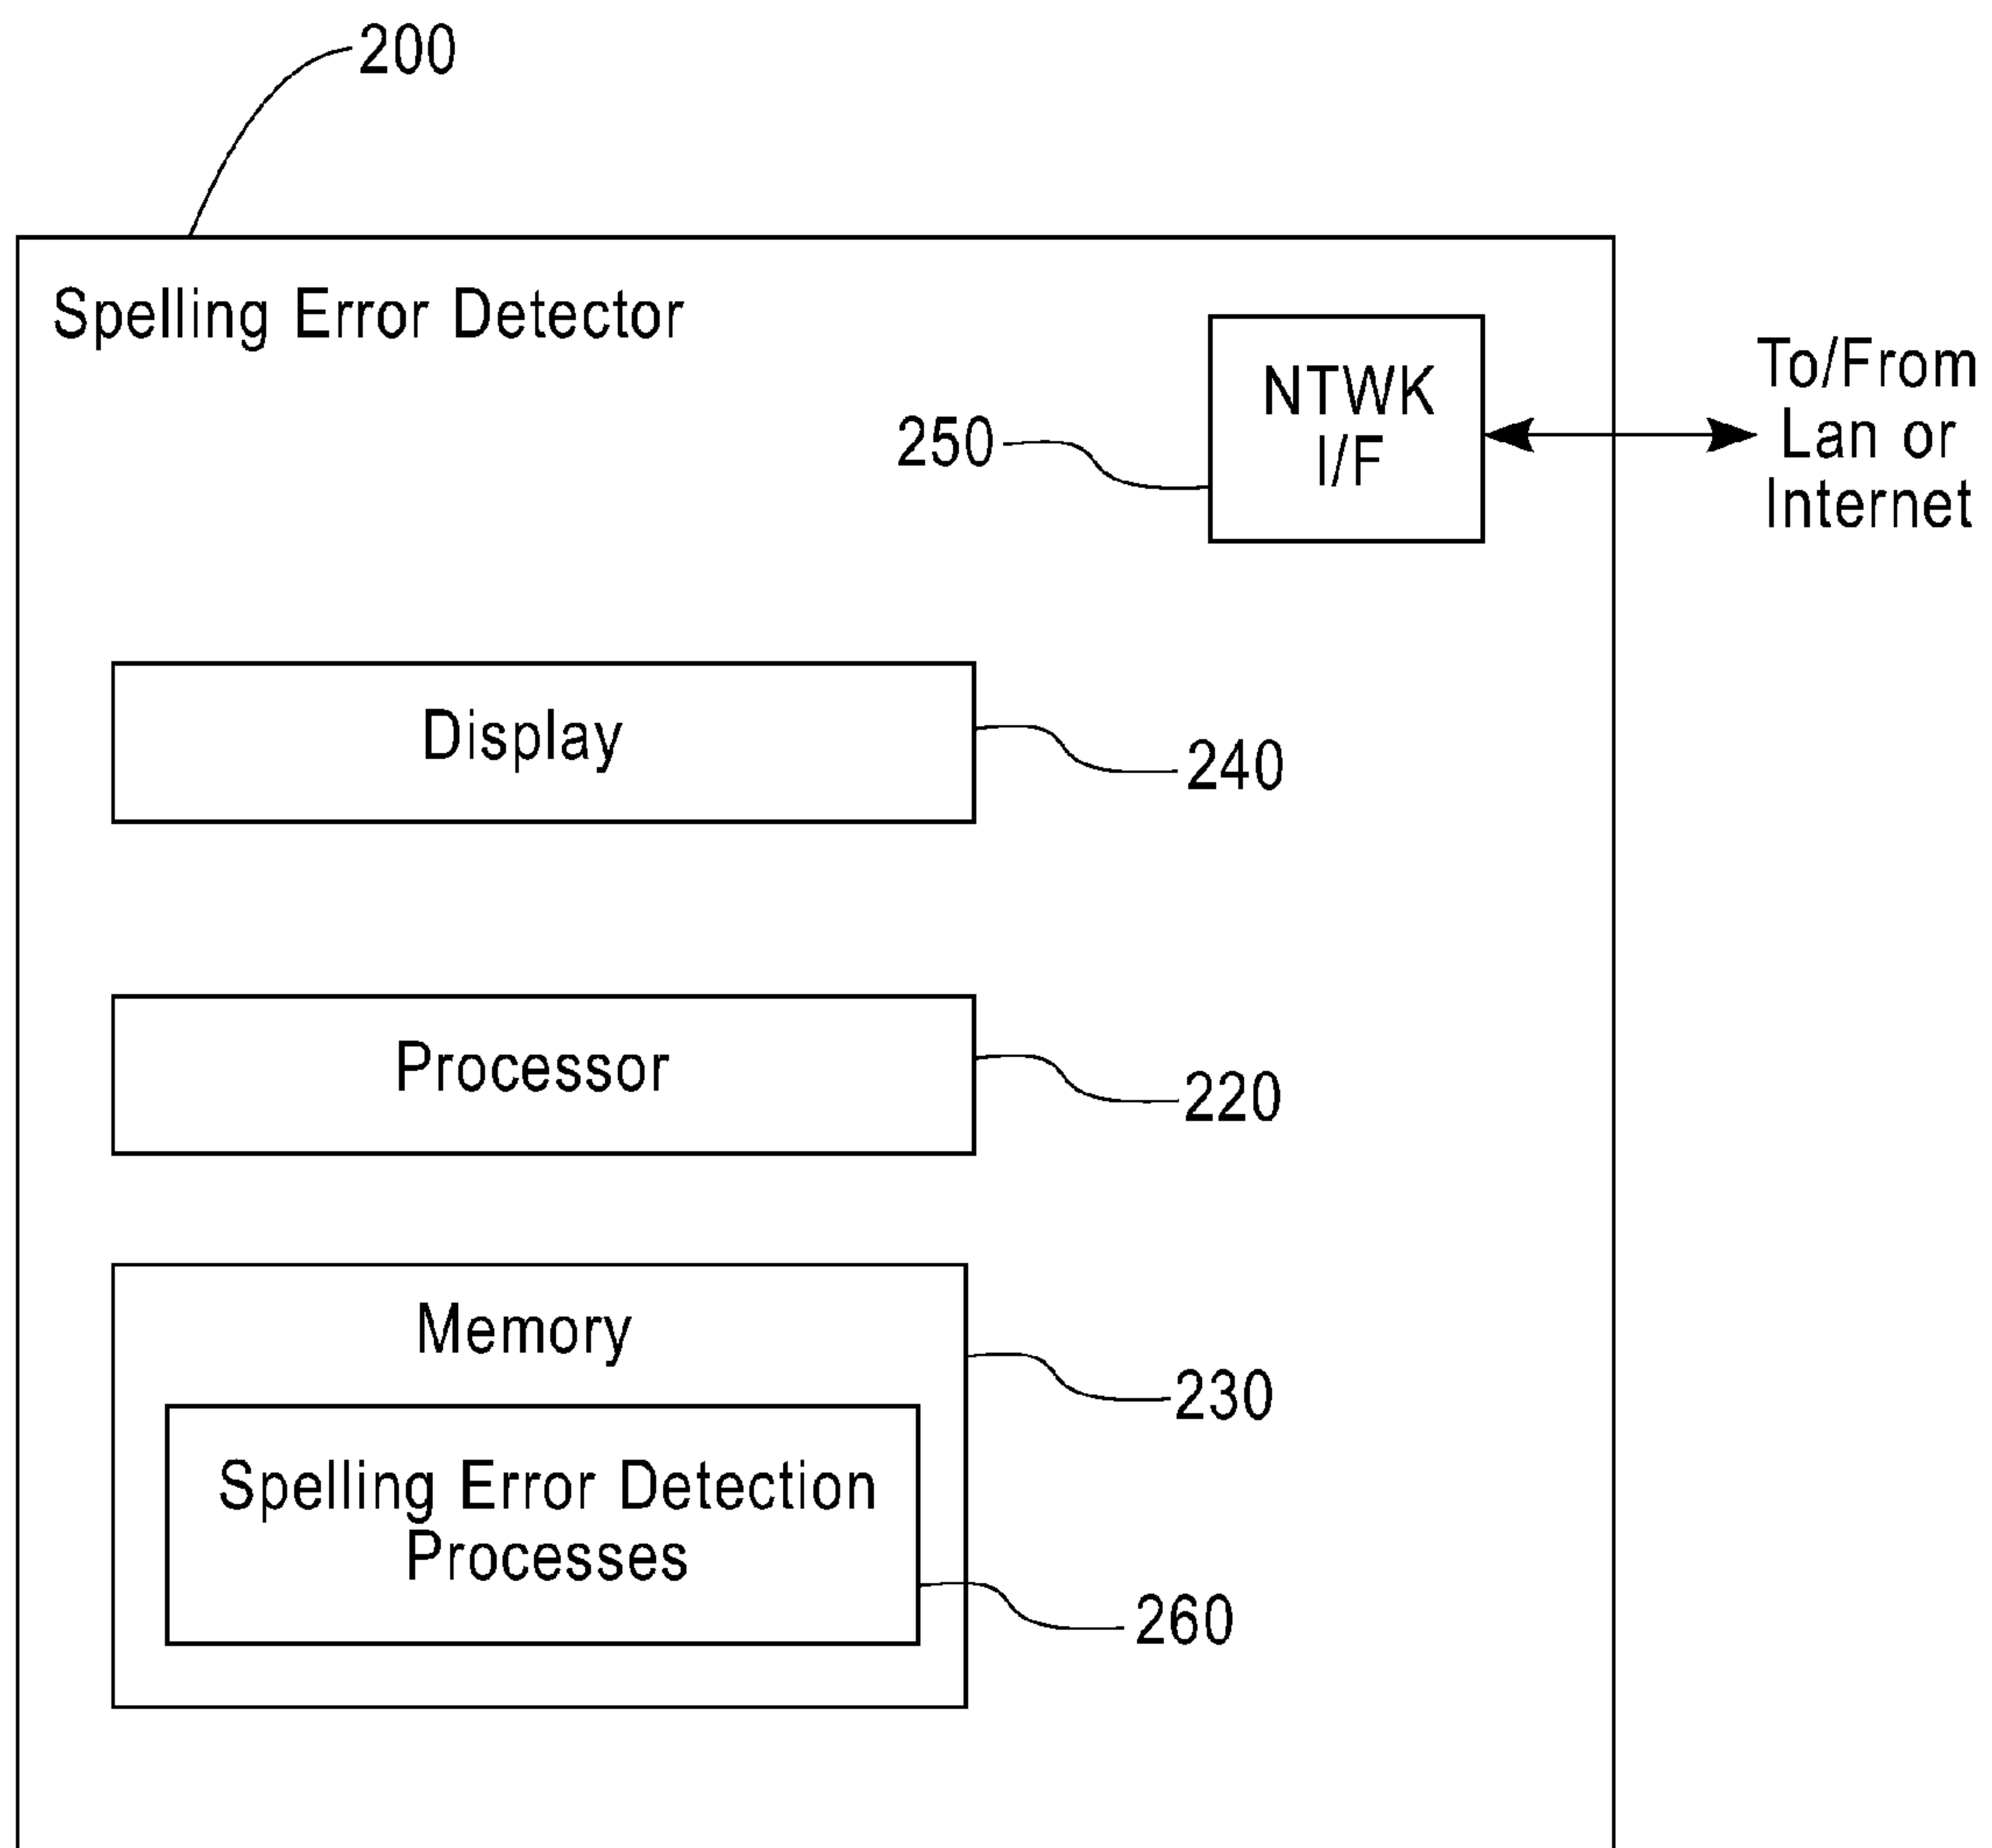 200
Spelling Error Detector
NTWK
I/F
250
To/From
Lan or
Internet
Display
240
Processor
220
Memory
230
Spelling Error Detection
Processes
260